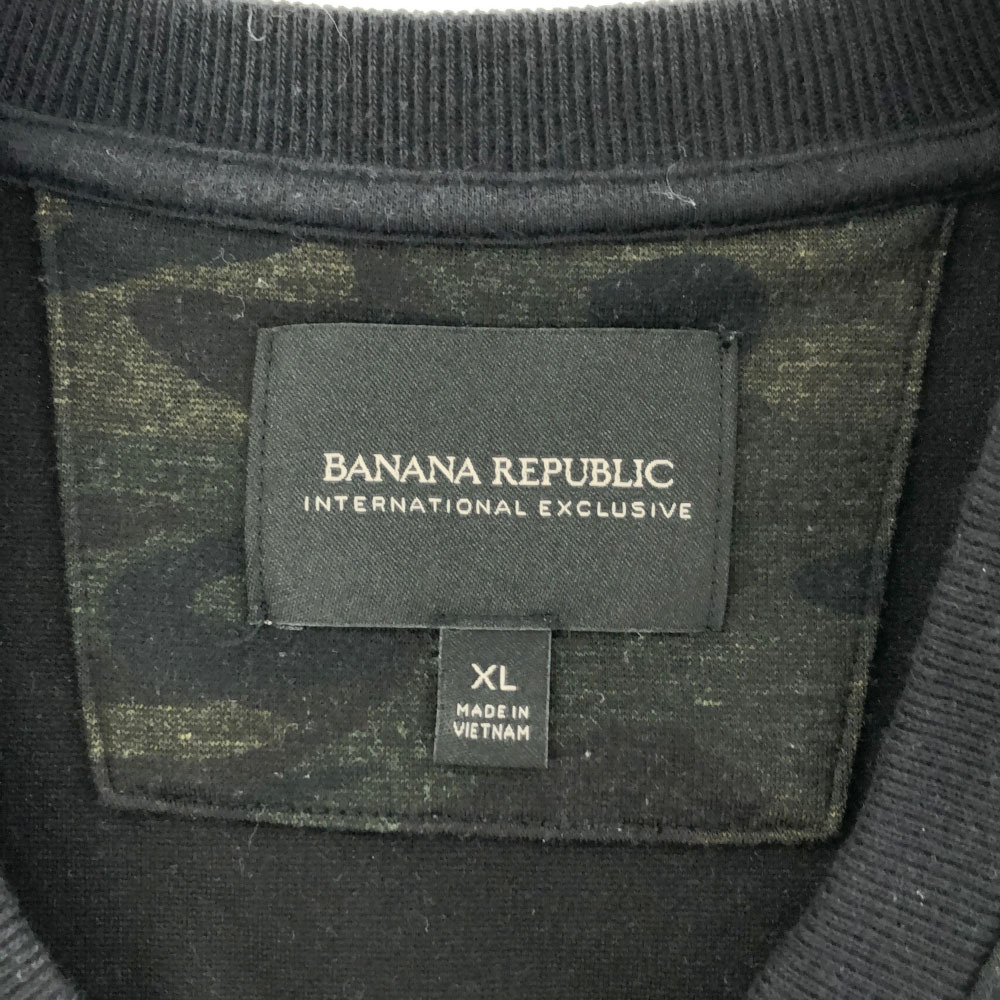 BANANA REPUBLIC
INTERNATIONAL EXCLUSIVE
XL
MADE IN
VIETNAM